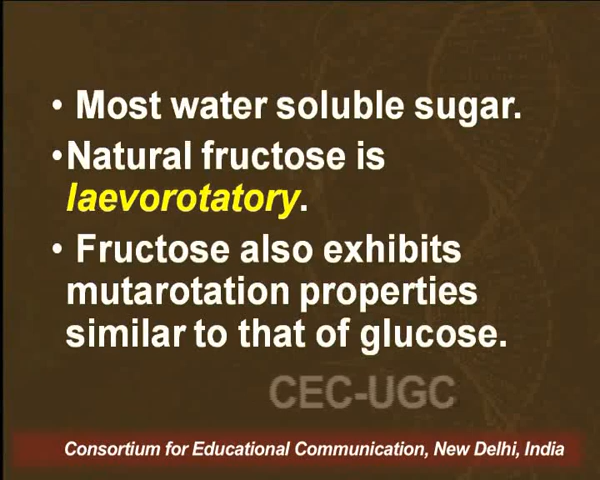 • Most water soluble sugar.
•Natural fructose is
laevorotatory.
• Fructose also exhibits
mutarotation properties
similar to that of glucose.
CEC-UGC
Consortium for Educational Communication, New Delhi, India